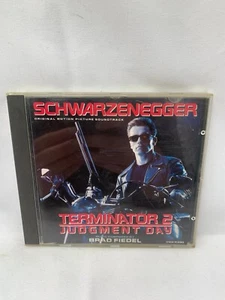 SCHWARZENEGGER
ORIGINAL MOTION PICTURE SOUNDTRACK
TERMINATOR 2
JUDGMENT DAY
BRAD FIEDEL